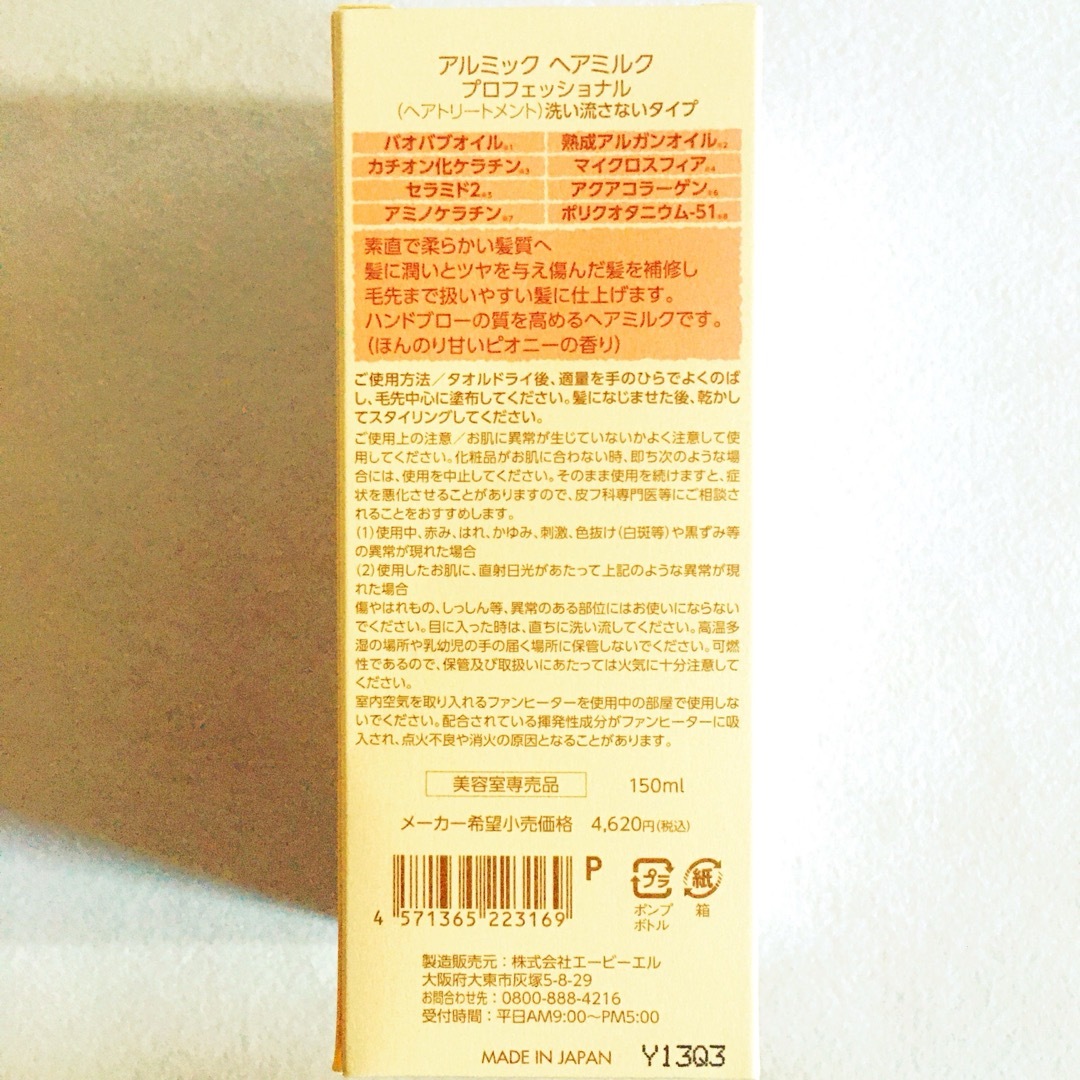 アルミック ヘアミルク
プロフェッショナル
(ヘアトリートメント)洗い流さないタイプ
バオバブオイル※1 熟成アルガンオイル※2
カチオン化ケラチン※3 マイクロスフィア※4
セラミド2※5 アクアコラーゲン※6
アミノケラチン※7 ポリクオタニウム-51※8
素直で柔らかい髪質へ
髪に潤いとツヤを与え傷んだ髪を補修し
毛先まで扱いやすい髪に仕上げます。
ハンドブローの質を高めるヘアミルクです。
(ほんのり甘いピオニーの香り)
ご使用方法/タオルドライ後、適量を手のひらでよくのば
し、毛先中心に塗布してください。髪になじませた後、乾かし
てスタイリングしてください。
ご使用上の注意/お肌に異常が生じていないかよく注意して使
用してください。化粧品がお肌に合わない時、即ち次のような場
合には、使用を中止してください。そのまま使用を続けますと、症
状を悪化させることがありますので、皮フ科専門医等にご相談さ
れることをおすすめします。
(1)使用中、赤み、はれ、かゆみ、刺激、色抜け(白斑等)や黒ずみ等
の異常が現れた場合
(2)使用したお肌に、直射日光があたって上記のような異常が現
れた場合
傷やはれもの、しっしん等、異常のある部位にはお使いにならない
でください。目に入った時は、直ちに洗い流してください。高温多
湿の場所や乳幼児の手の届く場所に保管しないでください。可燃
性であるので、保管及び取扱いにあたっては火気に十分注意して
ください。
室内空気を取り入れるファンヒーターを使用中の部屋で使用しな
いでください。配合されている揮発性成分がファンヒーターに吸
入され、点火不良や消火の原因となることがあります。
美容室専売品 150ml
メーカー希望小売価格 4,620円(税込)
P
プラ 紙
ポンプ 箱
ボトル
4 571365 223169
製造販売元:株式会社エービーエル
大阪府大東市灰塚5-8-29
お問合わせ先:0800-888-4216
受付時間:平日AM9:00〜PM5:00
MADE IN JAPAN Y13Q3